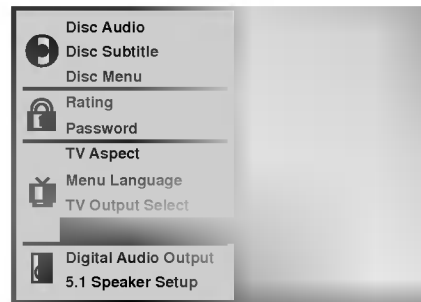 Disc Audio
Disc Subtitle
Disc Menu
Rating
Password
TV Aspect
Menu Language
TV Output Select
Digital Audio Output
5.1 Speaker Setup